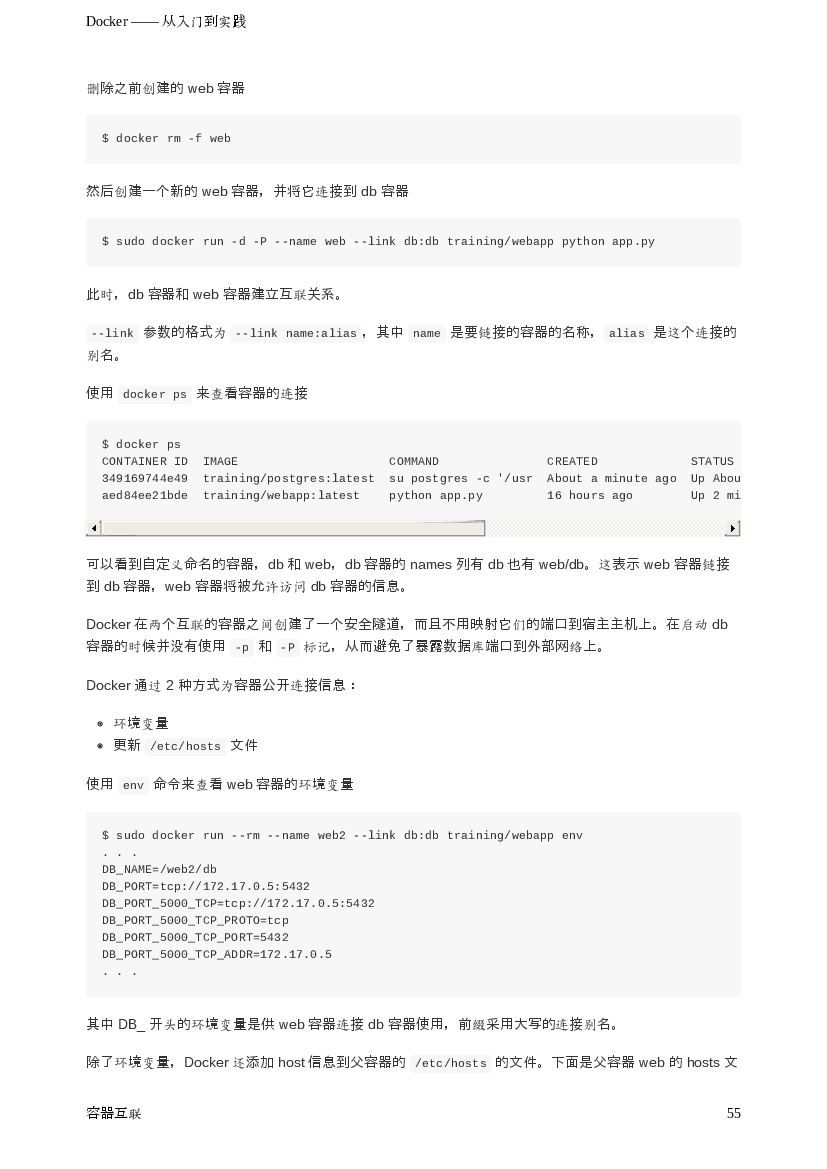 Docker —— 从入门到实践
删除之前创建的 web 容器
$ docker rm -f web
然后创建一个新的 web 容器，并将它连接到 db 容器
$ sudo docker run -d -P --name web --link db:db training/webapp python app.py
此时，db 容器和 web 容器建立互联关系。
--link 参数的格式为 --link name:alias ，其中 name 是要链接的容器的名称，alias 是这个连接的
别名。
使用 docker ps 来查看容器的连接
$ docker ps
CONTAINER ID  IMAGE                     COMMAND               CREATED             STATUS
349169744e49  training/postgres:latest  su postgres -c '/usr  About a minute ago  Up Abou
aed84ee21bde  training/webapp:latest    python app.py         16 hours ago        Up 2 mi
可以看到自定义命名的容器，db 和 web，db 容器的 names 列有 db 也有 web/db。这表示 web 容器链接
到 db 容器，web 容器将被允许访问 db 容器的信息。
Docker 在两个互联的容器之间创建了一个安全隧道，而且不用映射它们的端口到宿主主机上。在启动 db
容器的时候并没有使用 -p 和 -P 标记，从而避免了暴露数据库端口到外部网络上。
Docker 通过 2 种方式为容器公开连接信息：
环境变量
更新 /etc/hosts 文件
使用 env 命令来查看 web 容器的环境变量
$ sudo docker run --rm --name web2 --link db:db training/webapp env
. . .
DB_NAME=/web2/db
DB_PORT=tcp://172.17.0.5:5432
DB_PORT_5000_TCP=tcp://172.17.0.5:5432
DB_PORT_5000_TCP_PROTO=tcp
DB_PORT_5000_TCP_PORT=5432
DB_PORT_5000_TCP_ADDR=172.17.0.5
. . .
其中 DB_ 开头的环境变量是供 web 容器连接 db 容器使用，前缀采用大写的连接别名。
除了环境变量，Docker 还添加 host 信息到父容器的 /etc/hosts 的文件。下面是父容器 web 的 hosts 文
容器互联
55